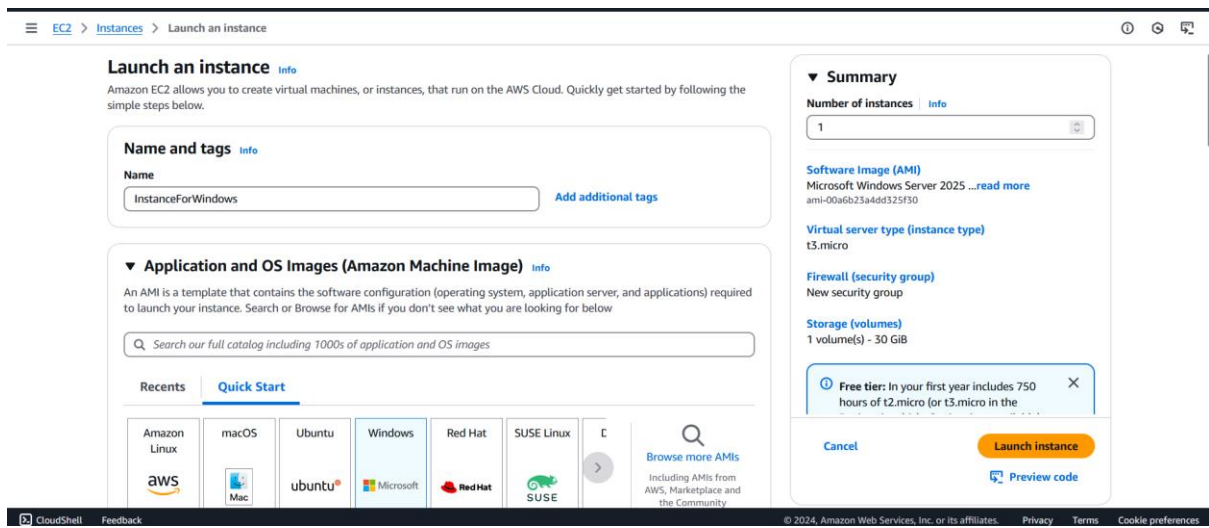 EC2 > Instances > Launch an instance
Launch an instance Info
Amazon EC2 allows you to create virtual machines, or instances, that run on the AWS Cloud. Quickly get started by following the
simple steps below.
Name and tags Info
Name
InstanceForWindows
Add additional tags
▼ Application and OS Images (Amazon Machine Image) Info
An AMI is a template that contains the software configuration (operating system, application server, and applications) required
to launch your instance. Search or Browse for AMIs if you don't see what you are looking for below
Search our full catalog including 1000s of application and OS images
Recents Quick Start
Amazon Linux
aws
macOS
Mac
Ubuntu
ubuntu®
Windows
Microsoft
Red Hat
Red Hat
SUSE Linux
SUSE
Browse more AMIs
Including AMIs from
AWS, Marketplace and
the Community
▼ Summary
Number of instances Info
1
Software Image (AMI)
Microsoft Windows Server 2025 ...read more
ami-00a6b23a4dd325f30
Virtual server type (instance type)
t3.micro
Firewall (security group)
New security group
Storage (volumes)
1 volume(s) - 30 GiB
Free tier: In your first year includes 750
hours of t2.micro (or t3.micro in the
Cancel
Launch instance
Preview code
CloudShell Feedback
© 2024, Amazon Web Services, Inc. or its affiliates. Privacy Terms Cookie preferences